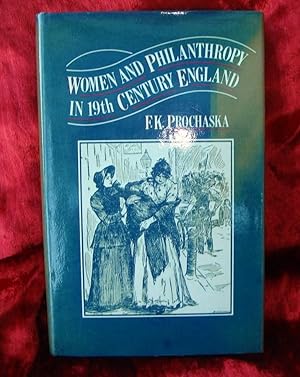 WOMEN AND PHILANTHROPY
IN 19th CENTURY ENGLAND
F.K. PROCHASKA